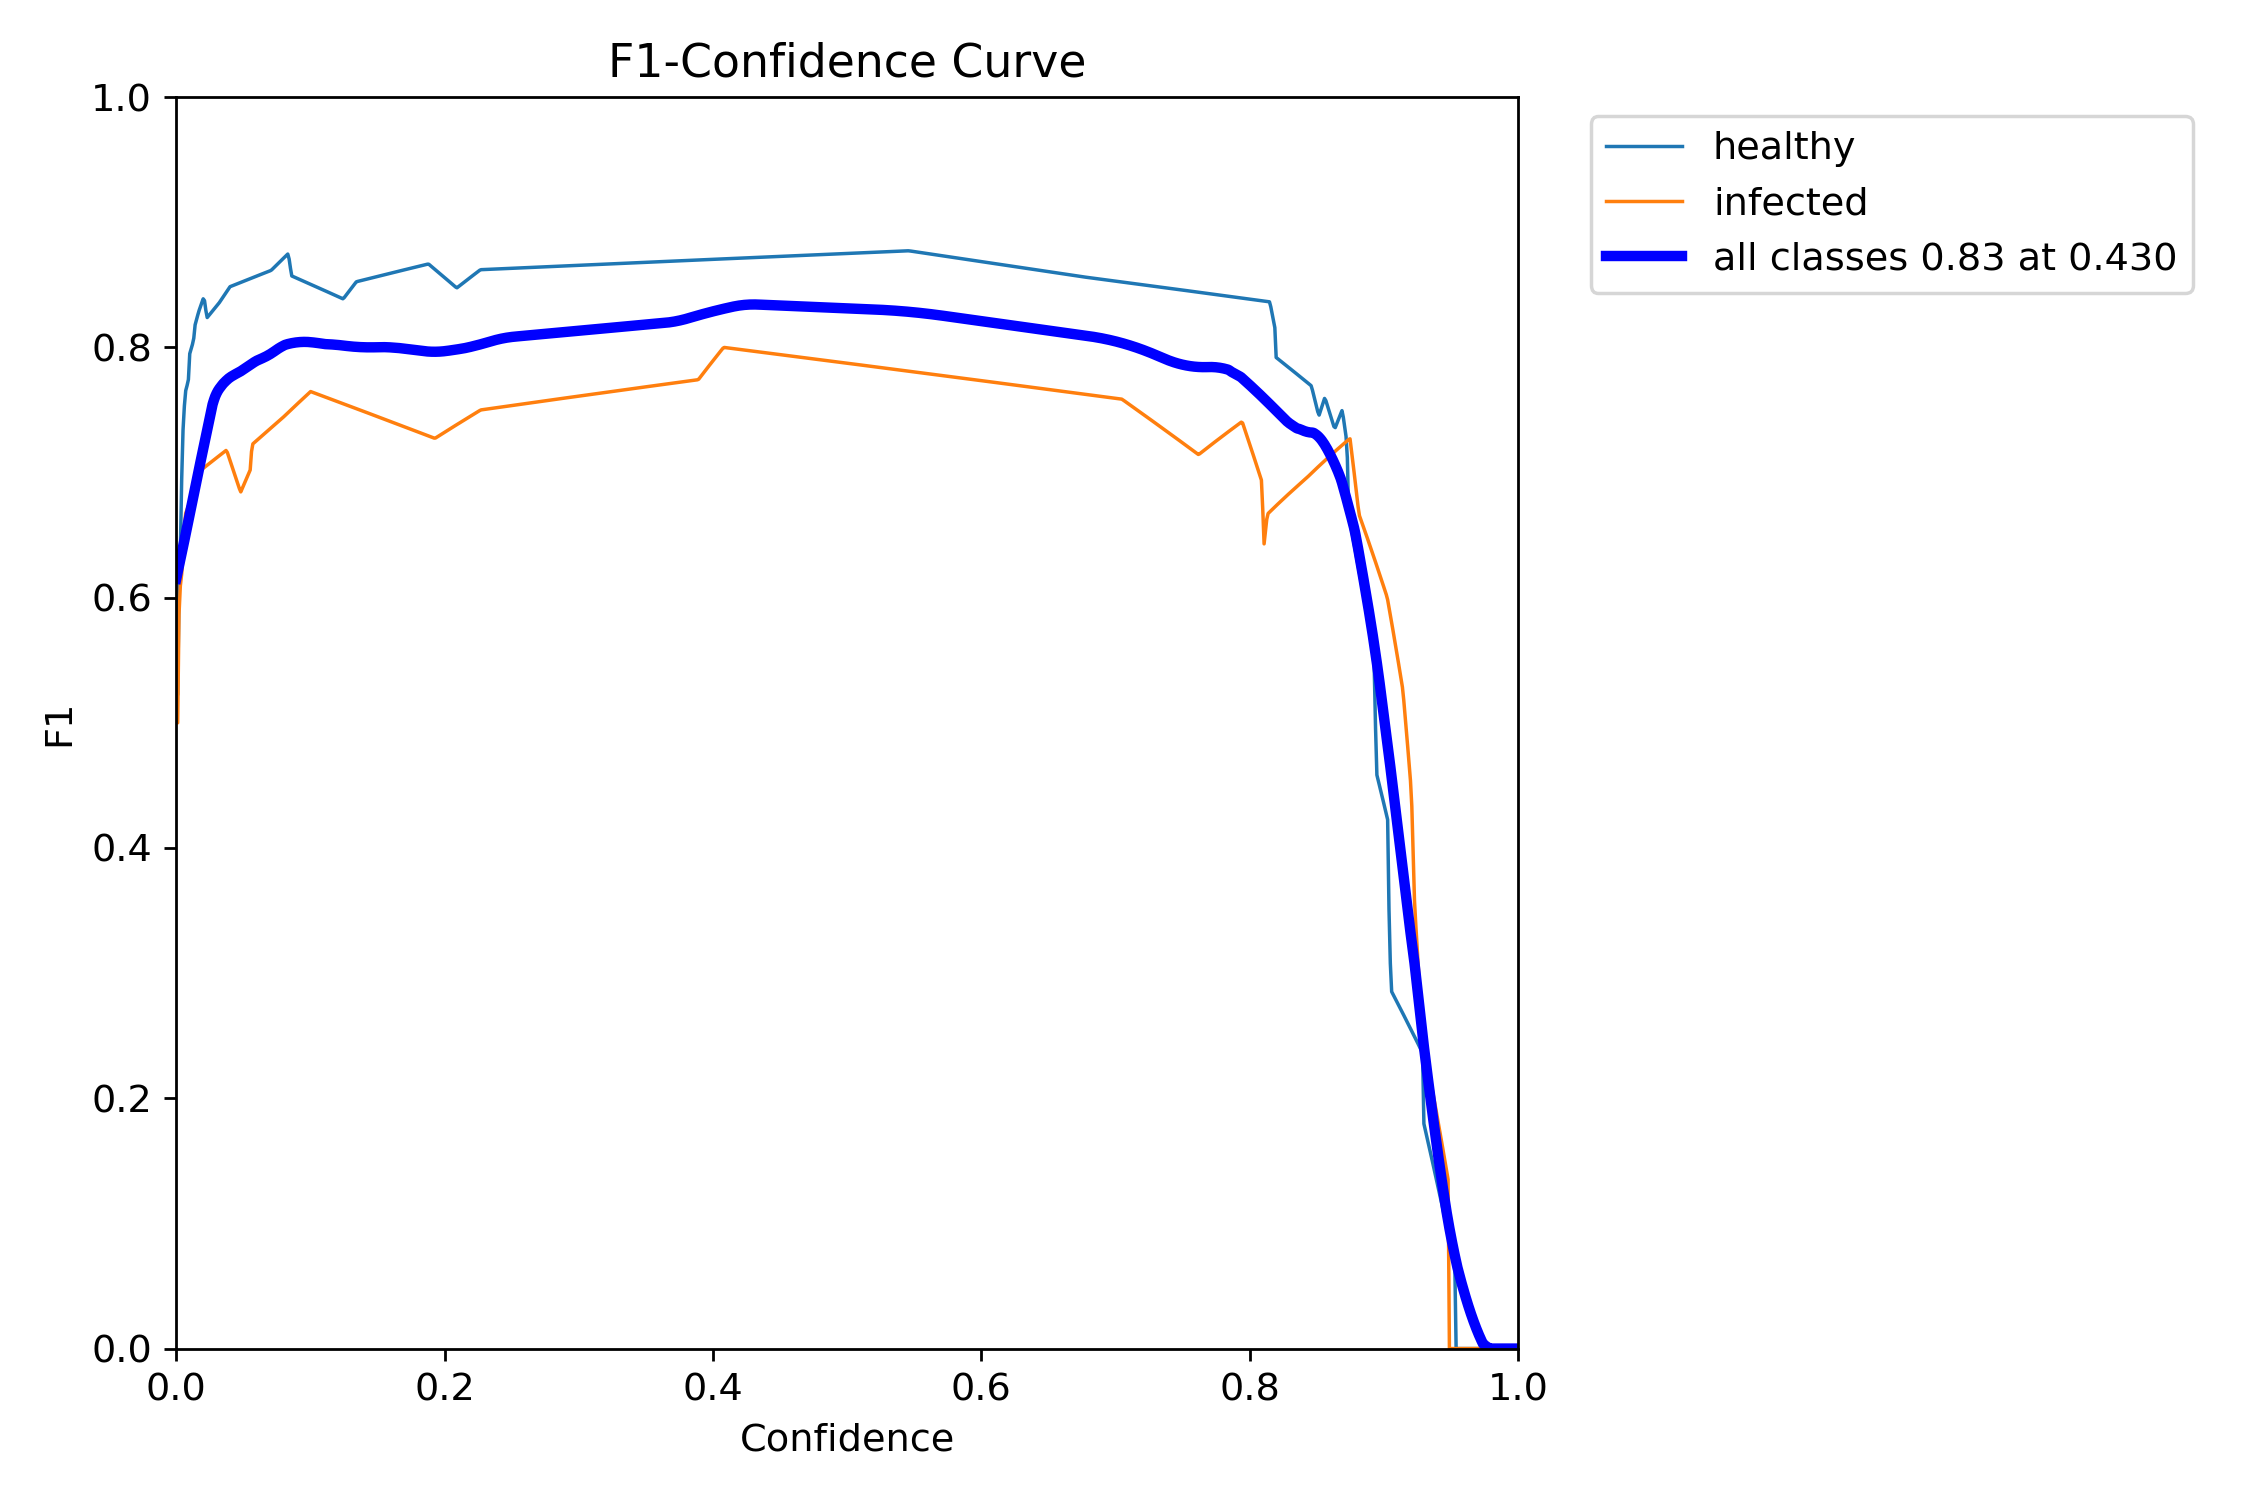 F1-Confidence Curve
1.0
0.8
0.6
0.4
0.2
0.0
F1
0.0 0.2 0.4 0.6 0.8 1.0
Confidence
healthy
infected
all classes 0.83 at 0.430